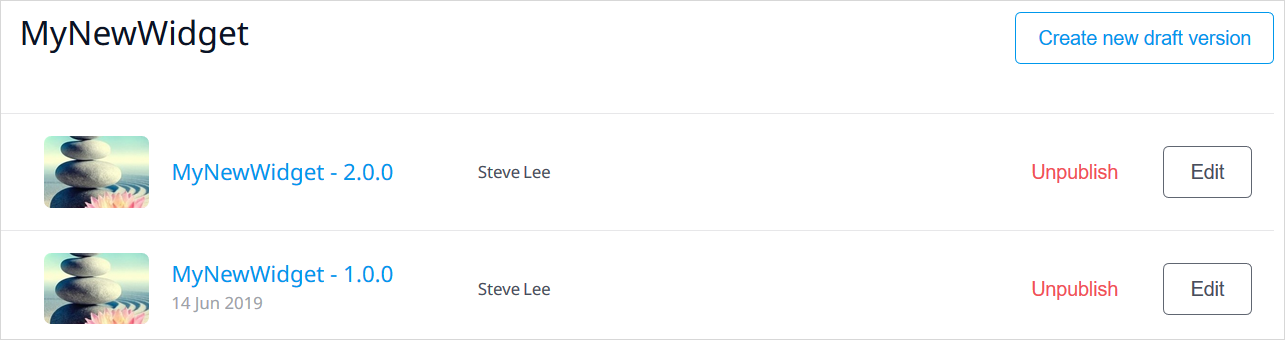 MyNewWidget
Create new draft version
MyNewWidget - 2.0.0
Steve Lee
Unpublish
Edit
MyNewWidget - 1.0.0
14 Jun 2019
Steve Lee
Unpublish
Edit